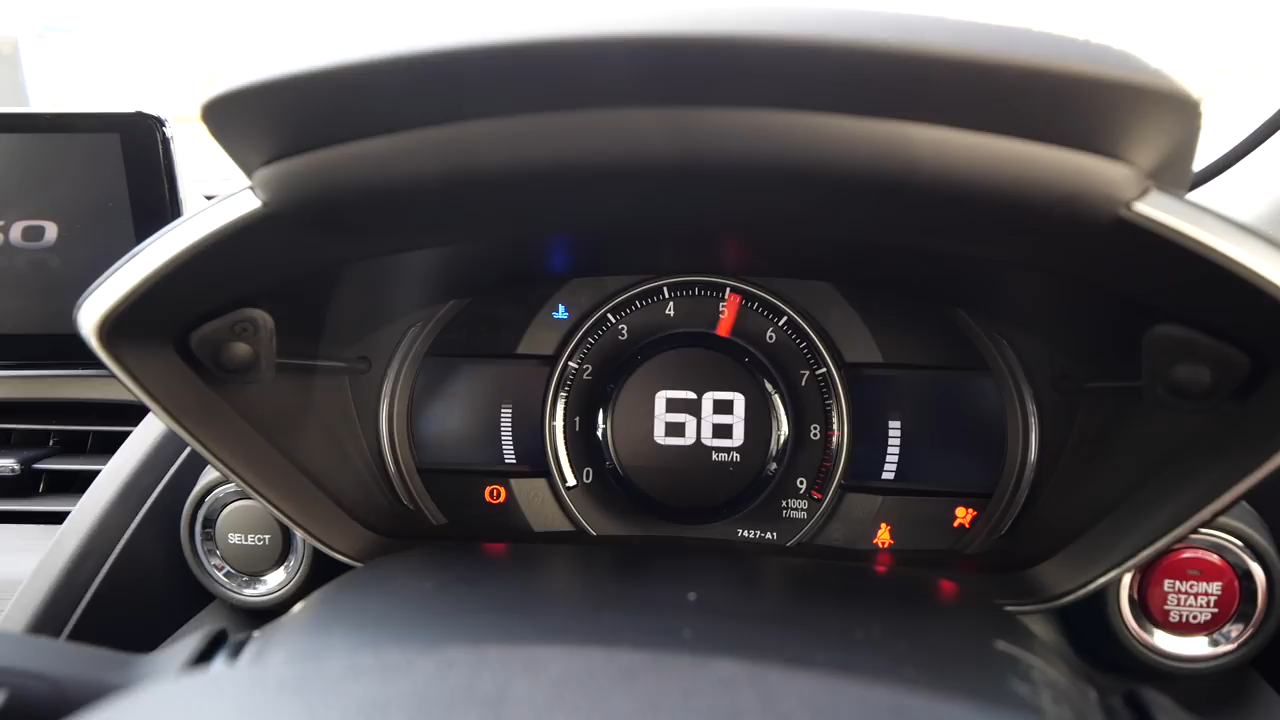 50
4
5
3
6
2
7
68
1
8
km/h
0
9
x1000
r/min
7427-A1
SELECT
ENGINE
START
STOP